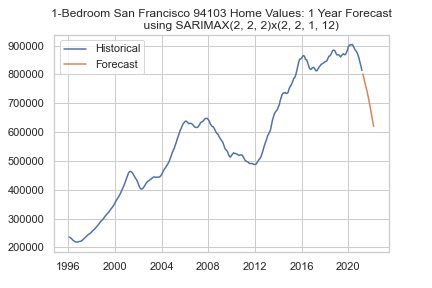 1-Bedroom San Francisco 94103 Home Values: 1 Year Forecast
using SARIMAX(2, 2, 2)x(2, 2, 1, 12)
Historical
Forecast
900000
800000
700000
600000
500000
400000
300000
200000
1996 2000 2004 2008 2012 2016 2020